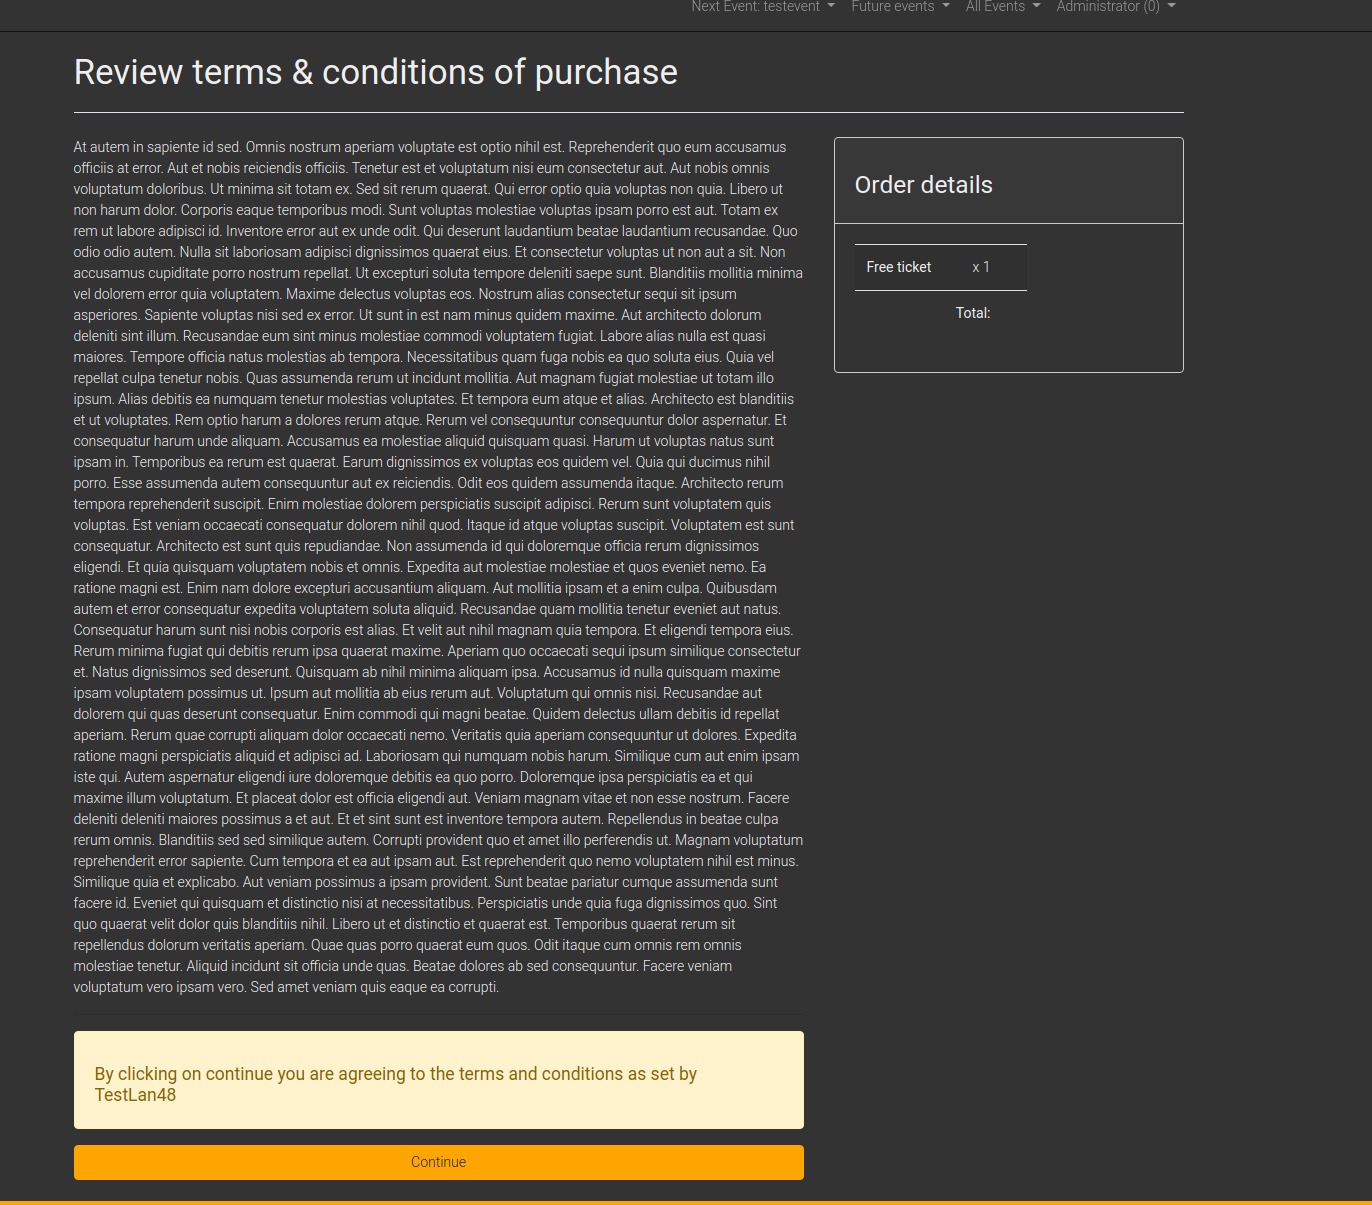 Next Event: testevent Future events All Events Administrator (0)
Review terms & conditions of purchase
At autem in sapiente id sed. Omnis nostrum aperiam voluptate est optio nihil est. Reprehenderit quo eum accusamus
officiis at error. Aut et nobis reiciendis officiis. Tenetur est et voluptatum nisi eum consectetur aut. Aut nobis omnis
voluptatum doloribus. Ut minima sit totam ex. Sed sit rerum quaerat. Qui error optio quia voluptas non quia. Libero ut
non harum dolor. Corporis eaque temporibus modi. Sunt voluptas molestiae voluptas ipsam porro est aut. Totam ex
rem ut labore adipisci id. Inventore error aut ex unde odit. Qui deserunt laudantium beatae laudantium recusandae. Quo
odio odio autem. Nulla sit laboriosam adipisci dignissimos quaerat eius. Et consectetur voluptas ut non aut a sit. Non
accusamus cupiditate porro nostrum repellat. Ut excepturi soluta tempore deleniti saepe sunt. Blanditiis mollitia minima
vel dolorem error quia voluptatem. Maxime delectus voluptas eos. Nostrum alias consectetur sequi sit ipsum
asperiores. Sapiente voluptas nisi sed ex error. Ut sunt in est nam minus quidem maxime. Aut architecto dolorum
deleniti sint illum. Recusandae eum sint minus molestiae commodi voluptatem fugiat. Labore alias nulla est quasi
maiores. Tempore officia natus molestias ab tempora. Necessitatibus quam fuga nobis ea quo soluta eius. Quia vel
repellat culpa tenetur nobis. Quas assumenda rerum ut incidunt mollitia. Aut magnam fugiat molestiae ut totam illo
ipsum. Alias debitis ea numquam tenetur molestias voluptates. Et tempora eum atque et alias. Architecto est blanditiis
et ut voluptates. Rem optio harum a dolores rerum atque. Rerum vel consequuntur consequuntur dolor aspernatur. Et
consequatur harum unde aliquam. Accusamus ea molestiae aliquid quisquam quasi. Harum ut voluptas natus sunt
ipsam in. Temporibus ea rerum est quaerat. Earum dignissimos ex voluptas eos quidem vel. Quia qui ducimus nihil
porro. Esse assumenda autem consequuntur aut ex reiciendis. Odit eos quidem assumenda itaque. Architecto rerum
tempora reprehenderit suscipit. Enim molestiae dolorem perspiciatis suscipit adipisci. Rerum sunt voluptatem quis
voluptas. Est veniam occaecati consequatur dolorem nihil quod. Itaque id atque voluptas suscipit. Voluptatem est sunt
consequatur. Architecto est sunt quis repudiandae. Non assumenda id qui doloremque officia rerum dignissimos
eligendi. Et quia quisquam voluptatem nobis et omnis. Expedita aut molestiae molestiae et quos eveniet nemo. Ea
ratione magni est. Enim nam dolore excepturi accusantium aliquam. Aut mollitia ipsam et a enim culpa. Quibusdam
autem et error consequatur expedita voluptatem soluta aliquid. Recusandae quam mollitia tenetur eveniet aut natus.
Consequatur harum sunt nisi nobis corporis est alias. Et velit aut nihil magnam quia tempora. Et eligendi tempora eius.
Rerum minima fugiat qui debitis rerum ipsa quaerat maxime. Aperiam quo occaecati sequi ipsum similique consectetur
et. Natus dignissimos sed deserunt. Quisquam ab nihil minima aliquam ipsa. Accusamus id nulla quisquam maxime
ipsam voluptatem possimus ut. Ipsum aut mollitia ab eius rerum aut. Voluptatum qui omnis nisi. Recusandae aut
dolorem qui quas deserunt consequatur. Enim commodi qui magni beatae. Quidem delectus ullam debitis id repellat
aperiam. Rerum quae corrupti aliquam dolor occaecati nemo. Veritatis quia aperiam consequuntur ut dolores. Expedita
ratione magni perspiciatis aliquid et adipisci ad. Laboriosam qui numquam nobis harum. Similique cum aut enim ipsam
iste qui. Autem aspernatur eligendi iure doloremque debitis ea quo porro. Doloremque ipsa perspiciatis ea et qui
maxime illum voluptatum. Et placeat dolor est officia eligendi aut. Veniam magnam vitae et non esse nostrum. Facere
deleniti deleniti maiores possimus a et aut. Et et sint sunt est inventore tempora autem. Repellendus in beatae culpa
rerum omnis. Blanditiis sed sed similique autem. Corrupti provident quo et amet illo perferendis ut. Magnam voluptatum
reprehenderit error sapiente. Cum tempora et ea aut ipsam aut. Est reprehenderit quo nemo voluptatem nihil est minus.
Similique quia et explicabo. Aut veniam possimus a ipsam provident. Sunt beatae pariatur cumque assumenda sunt
facere id. Eveniet qui quisquam et distinctio nisi at necessitatibus. Perspiciatis unde quia fuga dignissimos quo. Sint
quo quaerat velit dolor quis blanditiis nihil. Libero ut et distinctio et quaerat est. Temporibus quaerat rerum sit
repellendus dolorum veritatis aperiam. Quae quas porro quaerat eum quos. Odit itaque cum omnis rem omnis
molestiae tenetur. Aliquid incidunt sit officia unde quas. Beatae dolores ab sed consequuntur. Facere veniam
voluptatum vero ipsam vero. Sed amet veniam quis eaque ea corrupti.
By clicking on continue you are agreeing to the terms and conditions as set by
TestLan48
Continue
Order details
Free ticket x 1
Total: